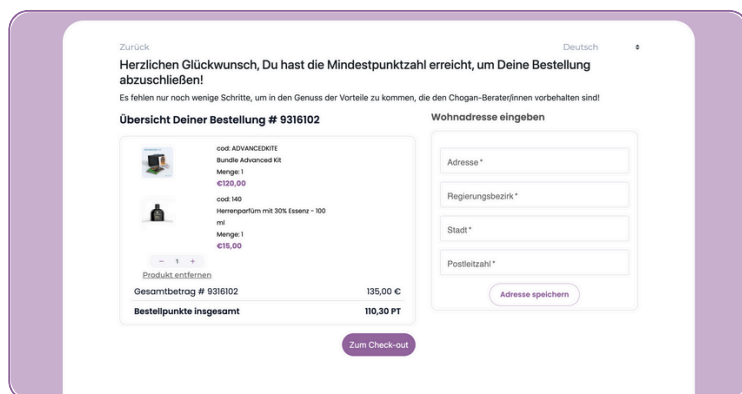 Zurück
Deutsch
Herzlichen Glückwunsch, Du hast die Mindestpunktzahl erreicht, um Deine Bestellung
abzuschließen!
Es fehlen nur noch wenige Schritte, um in den Genuss der Vorteile zu kommen, die den Chogan-Berater/innen vorbehalten sind!
Übersicht Deiner Bestellung # 9316102
cod: ADVANCEDKITE
Bundle Advanced Kit
Menge: 1
€120,00
cod: 140
Herrenparfüm mit 30% Essenz - 100
ml
Menge: 1
€15,00
− 1 +
Produkt entfernen
Gesamtbetrag # 9316102 135,00 €
Bestellpunkte insgesamt 110,30 PT
Zum Check-out
Wohnadresse eingeben
Adresse *
Regierungsbezirk *
Stadt *
Postleitzahl *
Adresse speichern